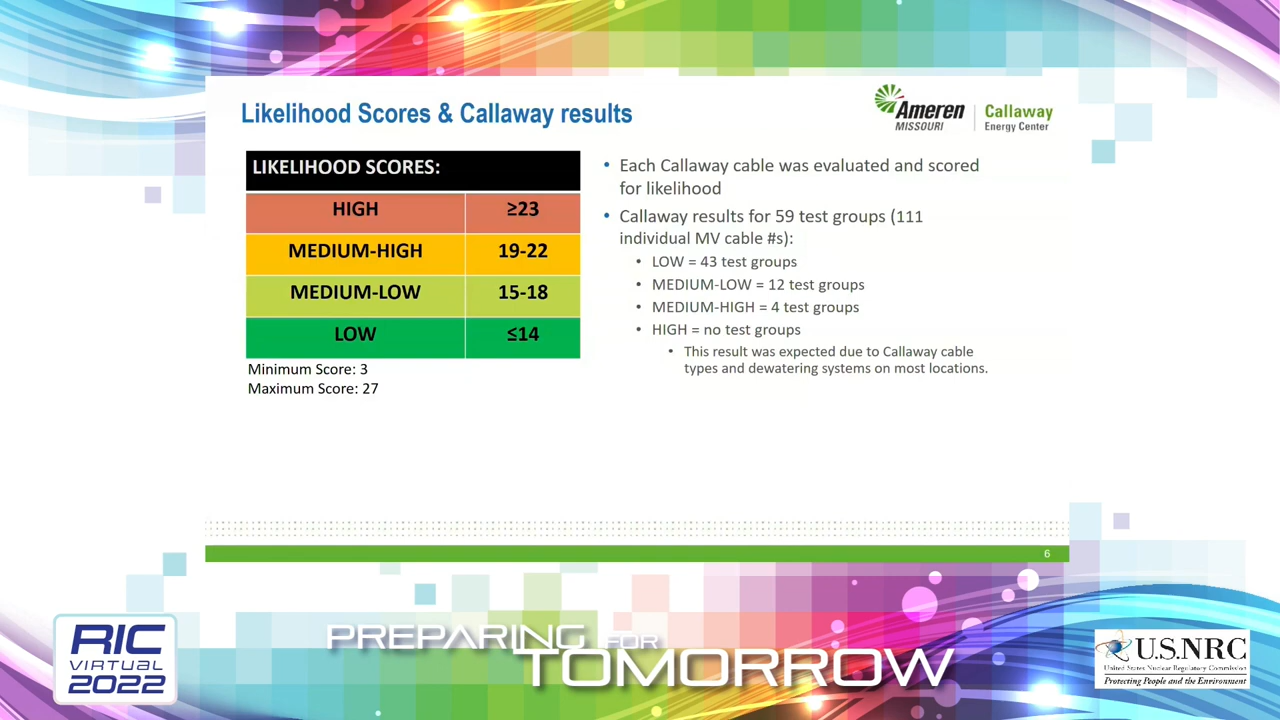 Likelihood Scores & Callaway results
Ameren
MISSOURI
Callaway
Energy Center
LIKELIHOOD SCORES:
HIGH ≥23
MEDIUM-HIGH 19-22
MEDIUM-LOW 15-18
LOW ≤14
Minimum Score: 3
Maximum Score: 27
• Each Callaway cable was evaluated and scored
for likelihood
• Callaway results for 59 test groups (111
individual MV cable #s):
• LOW = 43 test groups
• MEDIUM-LOW = 12 test groups
• MEDIUM-HIGH = 4 test groups
• HIGH = no test groups
• This result was expected due to Callaway cable
types and dewatering systems on most locations.
6
RIC
VIRTUAL
2022
PREPARING FOR
TOMORROW
U.S.NRC
United States Nuclear Regulatory Commission
Protecting People and the Environment